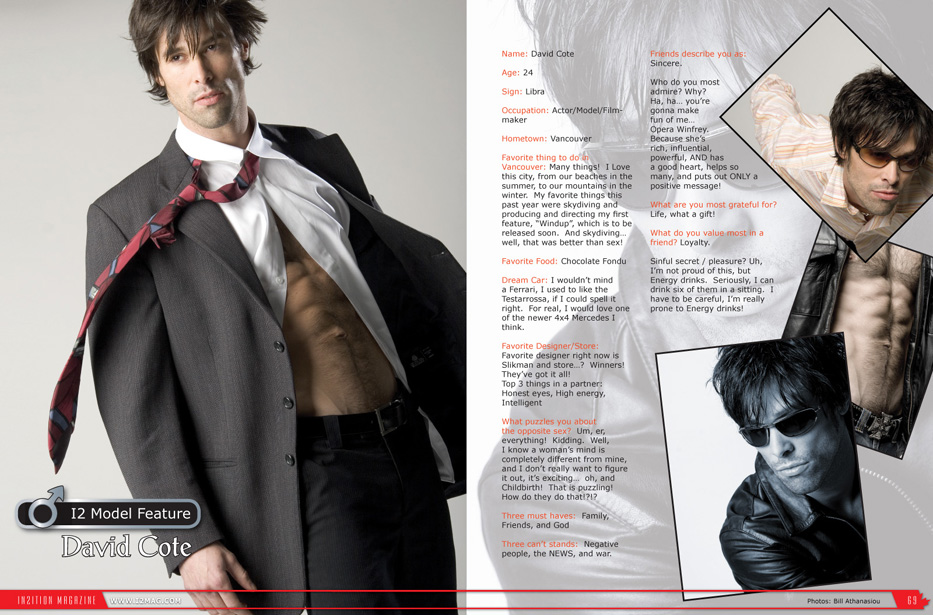 I2 Model Feature
David Cote
IN2ITION MAGAZINE
WWW.I2MAG.COM
Name: David Cote
Age: 24
Sign: Libra
Occupation: Actor/Model/Film-
maker
Hometown: Vancouver
Favorite thing to do in
Vancouver: Many things!  I Love
this city, from our beaches in the
summer, to our mountains in the
winter.  My favorite things this
past year were skydiving and
producing and directing my first
feature, “Windup”, which is to be
released soon.  And skydiving…
well, that was better than sex!
Favorite Food: Chocolate Fondu
Dream Car: I wouldn’t mind
a Ferrari, I used to like the
Testarrossa, if I could spell it
right.  For real, I would love one
of the newer 4x4 Mercedes I
think.
Favorite Designer/Store:
Favorite designer right now is
Slikman and store…?  Winners!
They’ve got it all!
Top 3 things in a partner:
Honest eyes, High energy,
Intelligent
What puzzles you about
the opposite sex?  Um, er,
everything!  Kidding.  Well,
I know a woman’s mind is
completely different from mine,
and I don’t really want to figure
it out, it’s exciting…  oh, and
Childbirth!  That is puzzling!
How do they do that!?!?
Three must haves:  Family,
Friends, and God
Three can’t stands:  Negative
people, the NEWS, and war.
Friends describe you as:
Sincere.
Who do you most
admire? Why?
Ha, ha… you’re
gonna make
fun of me…
Opera Winfrey.
Because she’s
rich, influential,
powerful, AND has
a good heart, helps so
many, and puts out ONLY a
positive message!
What are you most grateful for?
Life, what a gift!
What do you value most in a
friend? Loyalty.
Sinful secret / pleasure? Uh,
I’m not proud of this, but
Energy drinks.  Seriously, I can
drink six of them in a sitting.  I
have to be careful, I’m really
prone to Energy drinks!
Photos: Bill Athanasiou
69